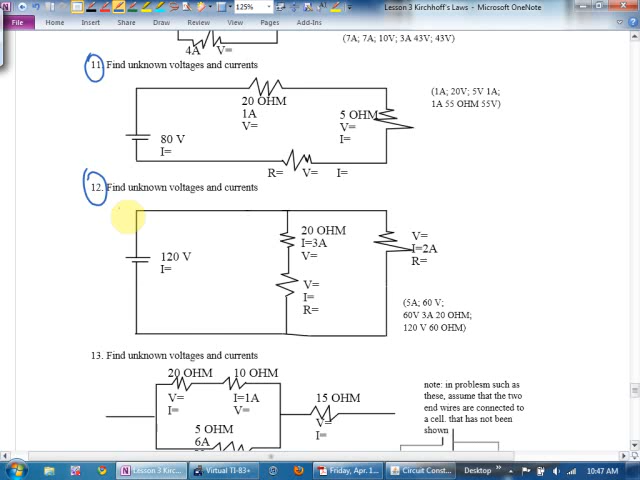 Lesson 3 Kirchhoff's Laws - Microsoft OneNote
125%
File
Home
Insert
Share
Draw
Review
View
Add-Ins
4A V=
(7A; 7A; 10V; 3A 43V; 43V)
11. Find unknown voltages and currents
20 OHM
1A
V=
5 OHM
V=
I=
80 V
I=
R= V= I=
(1A; 20V; 5V 1A;
1A 55 OHM 55V)
12. Find unknown voltages and currents
120 V
I=
20 OHM
I=3A
V=
V=
I=
R=
V=
I=2A
R=
(5A; 60 V;
60V 3A 20 OHM;
120 V 60 OHM)
13. Find unknown voltages and currents
20 OHM
V=
I=
10 OHM
I=1A
V=
5 OHM
6A
15 OHM
V=
I=
note: in problesm such as
these, assume that the two
end wires are connected to
a cell. that has not been
shown
Lesson 3 Kirc...
Virtual TI-83+
Friday, Apr. 1...
Circuit Const...
Desktop
10:47 AM